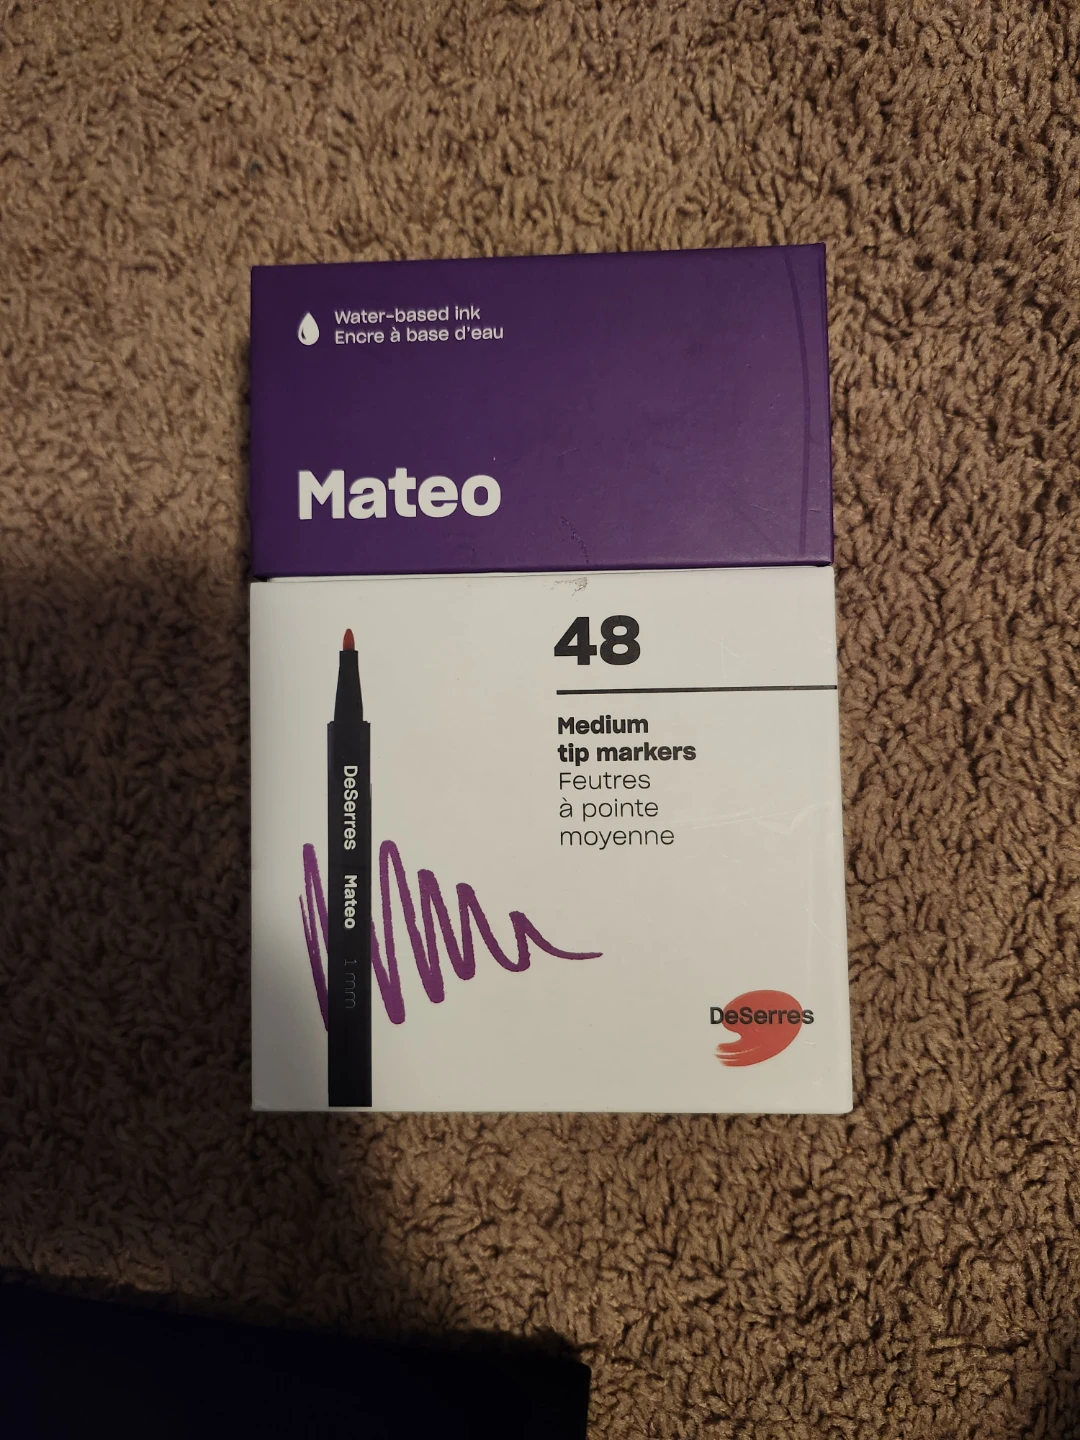 Water-based ink
Encre à base d'eau
Mateo
48
Medium
tip markers
Feutres
à pointe
moyenne
DeSerres Mateo 1 mm
DeSerres